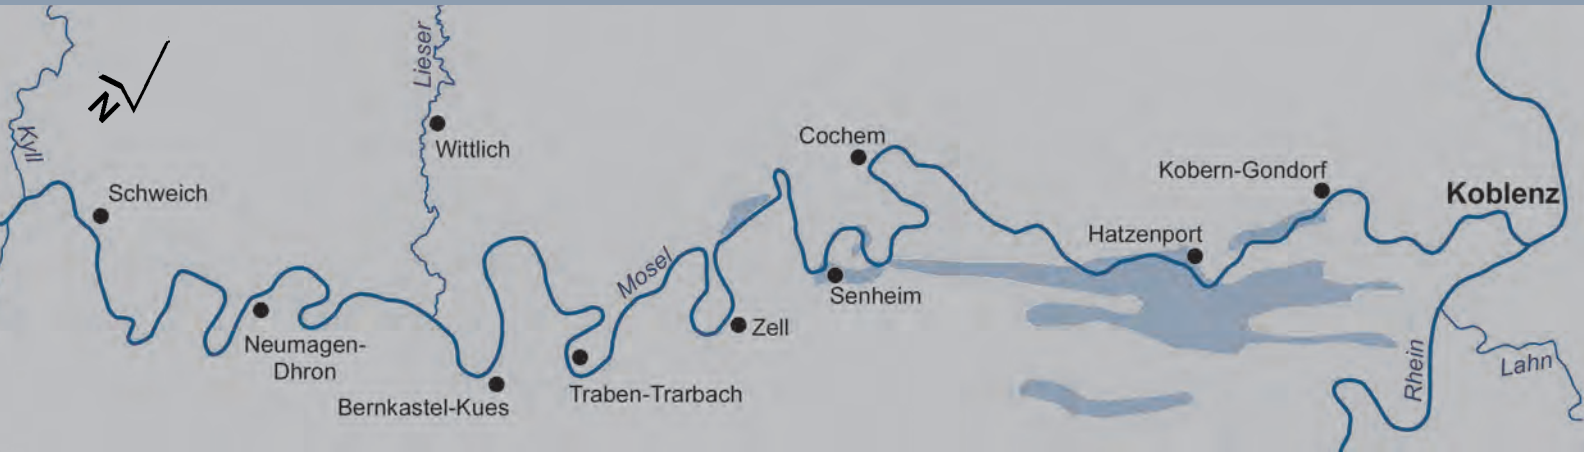 Kyll
N
Schweich
Lieser
Wittlich
Neumagen-
Dhron
Bernkastel-Kues
Traben-Trarbach
Mosel
Zell
Cochem
Senheim
Hatzenport
Kobern-Gondorf
Koblenz
Rhein
Lahn